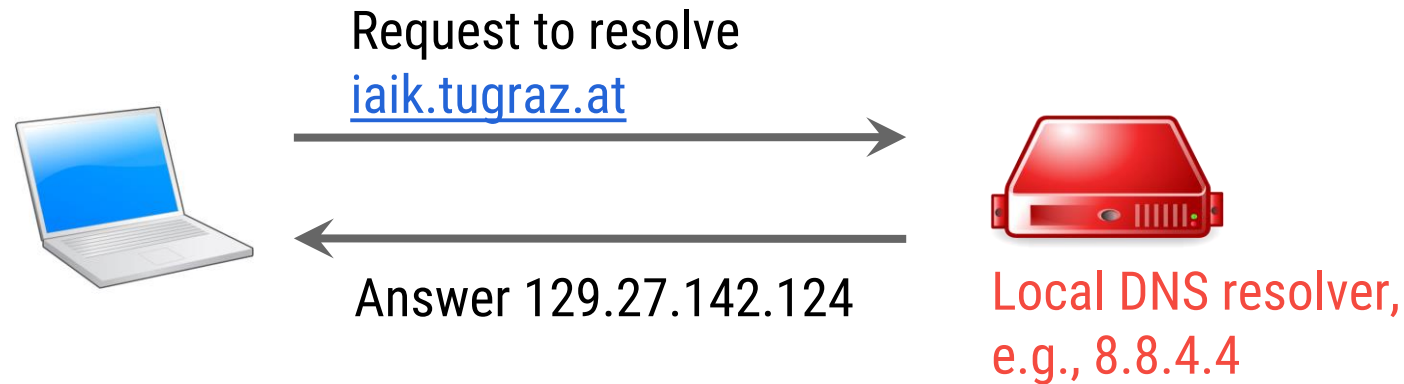 Request to resolve
iaik.tugraz.at
Answer 129.27.142.124
Local DNS resolver,
e.g., 8.8.4.4